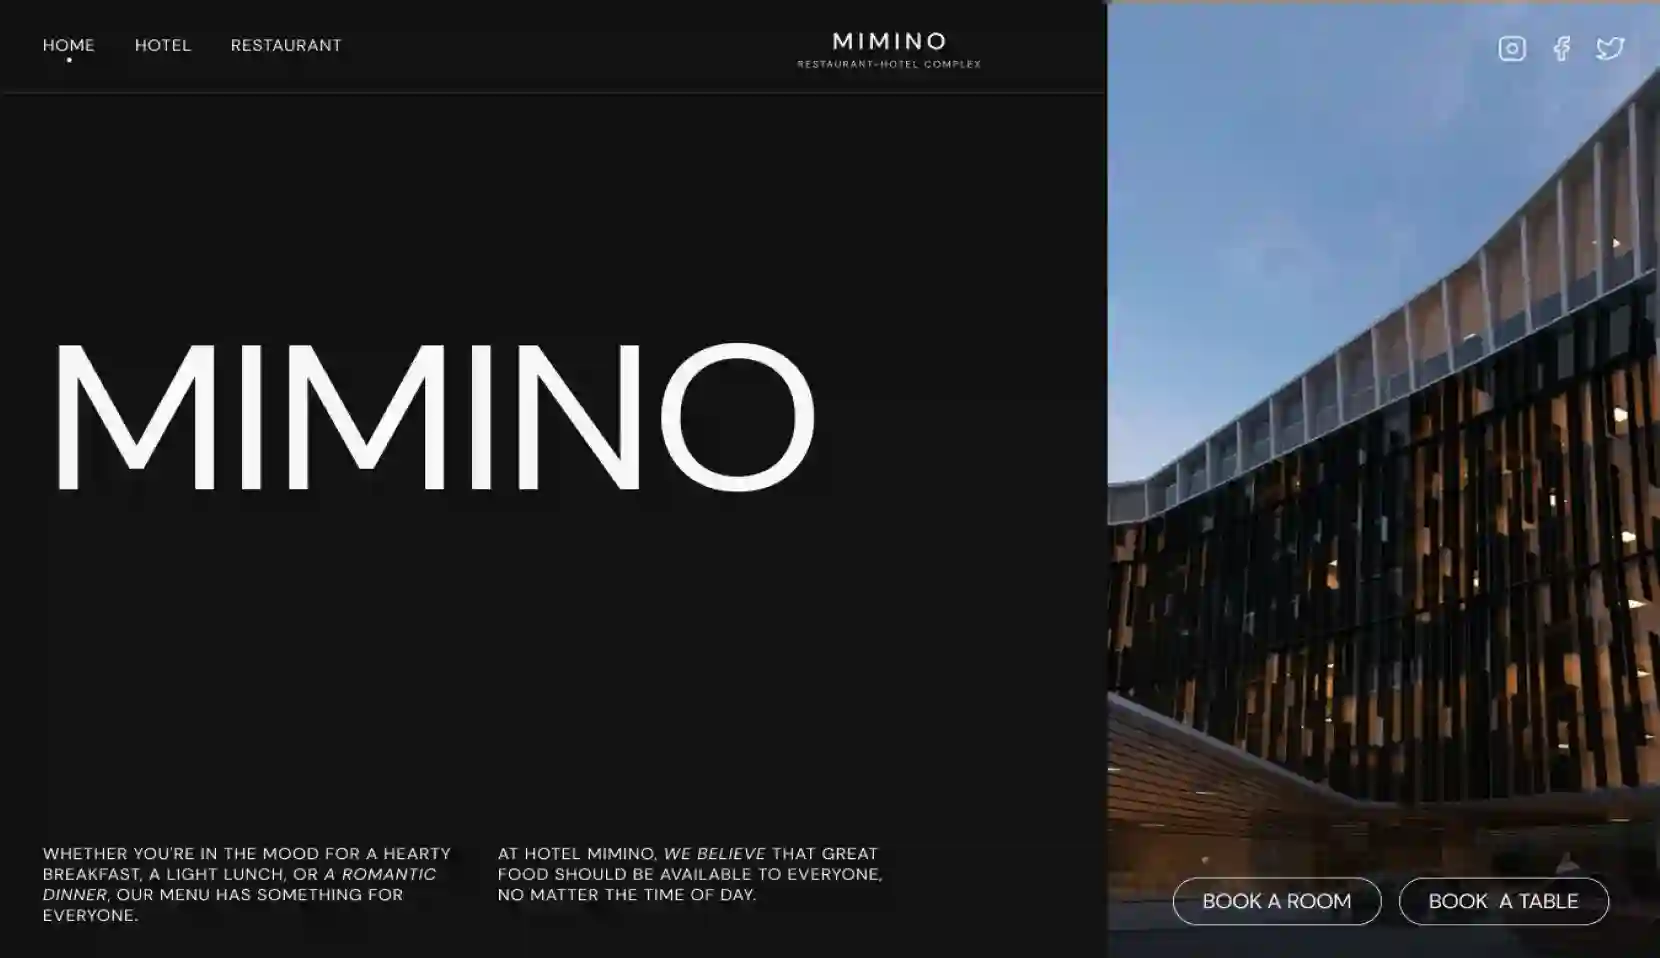 HOME HOTEL RESTAURANT
MIMINO
RESTAURANT-HOTEL COMPLEX
MIMINO
WHETHER YOU'RE IN THE MOOD FOR A HEARTY
BREAKFAST, A LIGHT LUNCH, OR A ROMANTIC
DINNER, OUR MENU HAS SOMETHING FOR
EVERYONE.
AT HOTEL MIMINO, WE BELIEVE THAT GREAT
FOOD SHOULD BE AVAILABLE TO EVERYONE,
NO MATTER THE TIME OF DAY.
BOOK A ROOM BOOK A TABLE